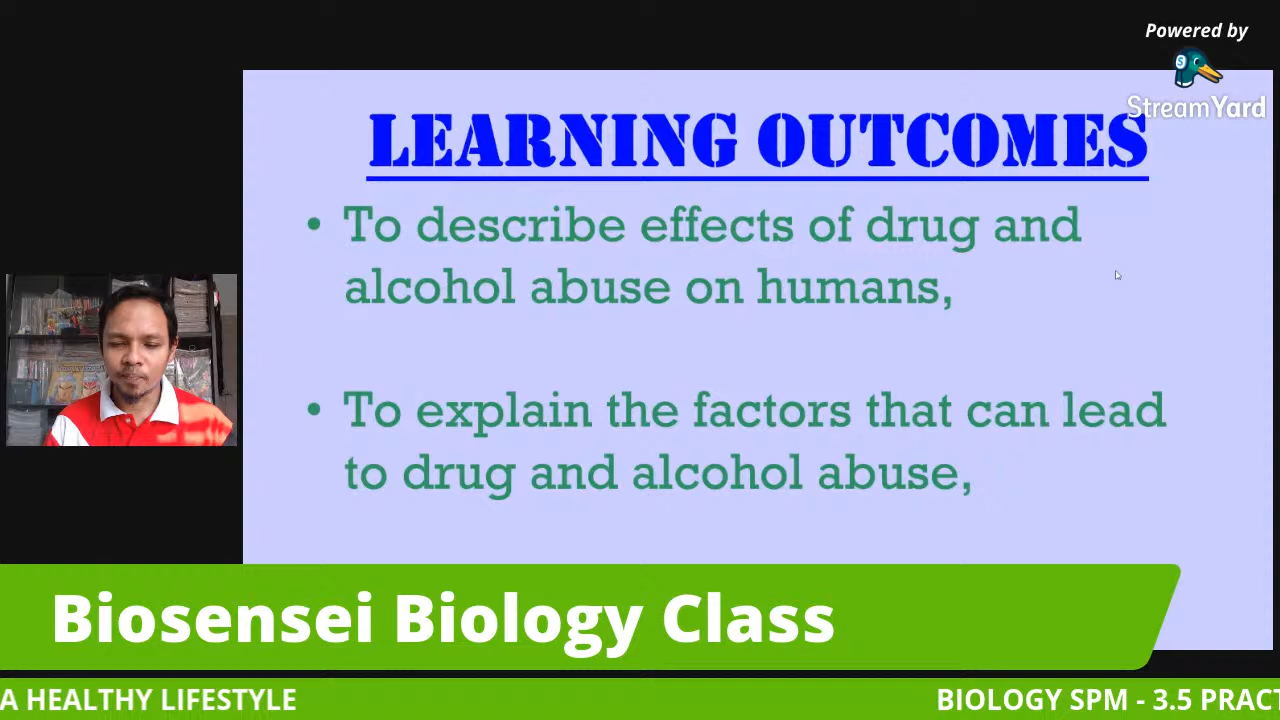 Powered by
StreamYard
LEARNING OUTCOMES
• To describe effects of drug and
alcohol abuse on humans,
• To explain the factors that can lead
to drug and alcohol abuse,
Biosensei Biology Class
A HEALTHY LIFESTYLE
BIOLOGY SPM - 3.5 PRACT